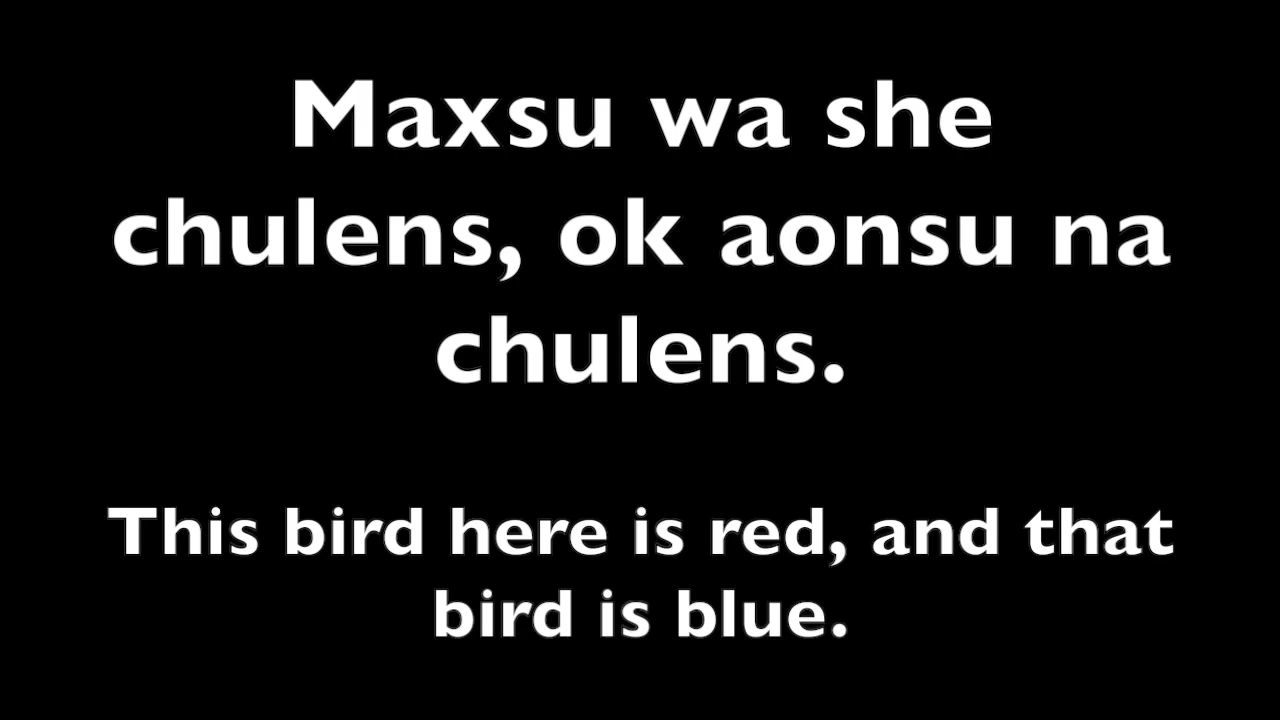 Maxsu wa she
chulens, ok aonsu na
chulens.
This bird here is red, and that
bird is blue.